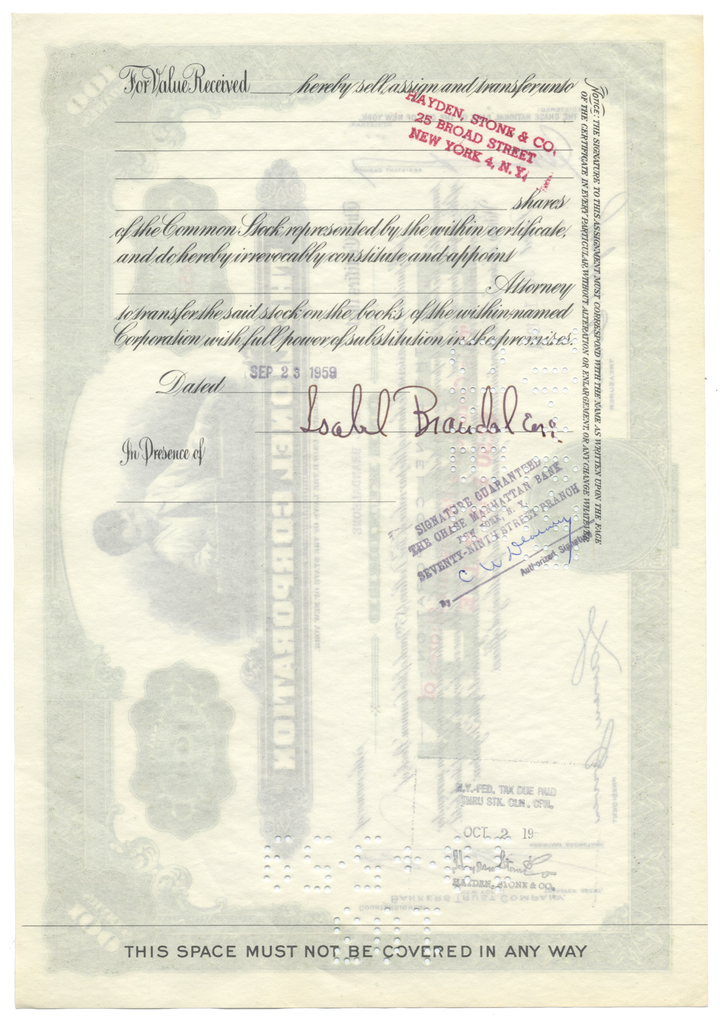 For Value Received ____ hereby sell, assign and transfer unto
HAYDEN, STONE & CO.
25 BROAD STREET
NEW YORK 4, N. Y.
shares
of the Common Stock represented by the within certificate,
and do hereby irrevocably constitute and appoint
Attorney
to transfer the said stock on the books of the within-named
Corporation with full power of substitution in the premises.
Dated SEP 23 1959
Isabel Brandal
In Presence of
SIGNATURE GUARANTEED
THE CHASE MANHATTAN BANK
NEW YORK, N. Y.
SEVENTY-NINTH STREET BRANCH
By C W
Authorized Signature
NOTICE: THE SIGNATURE TO THIS ASSIGNMENT MUST CORRESPOND WITH THE NAME AS WRITTEN UPON THE FACE
OF THE CERTIFICATE IN EVERY PARTICULAR, WITHOUT ALTERATION OR ENLARGEMENT, OR ANY CHANGE WHATEVER.
N.Y.-FED. TAX DUE PAID
THRU STK. CLR. CPN.
OCT 2 19
Hayden Stone & Co
HAYDEN, STONE & CO.
THIS SPACE MUST NOT BE COVERED IN ANY WAY